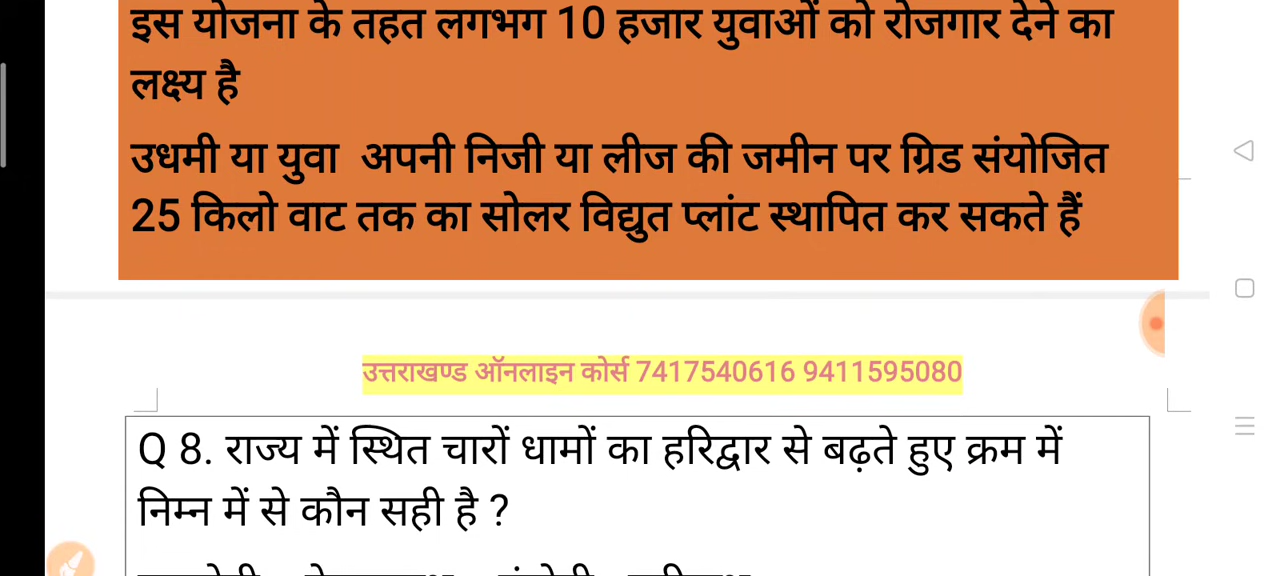 इस योजना के तहत लगभग 10 हजार युवाओं को रोजगार देने का
लक्ष्य है
उधमी या युवा अपनी निजी या लीज की जमीन पर ग्रिड संयोजित
25 किलो वाट तक का सोलर विद्युत प्लांट स्थापित कर सकते हैं
उत्तराखण्ड ऑनलाइन कोर्स 7417540616 9411595080
Q 8. राज्य में स्थित चारों धामों का हरिद्वार से बढ़ते हुए क्रम में
निम्न में से कौन सही है ?